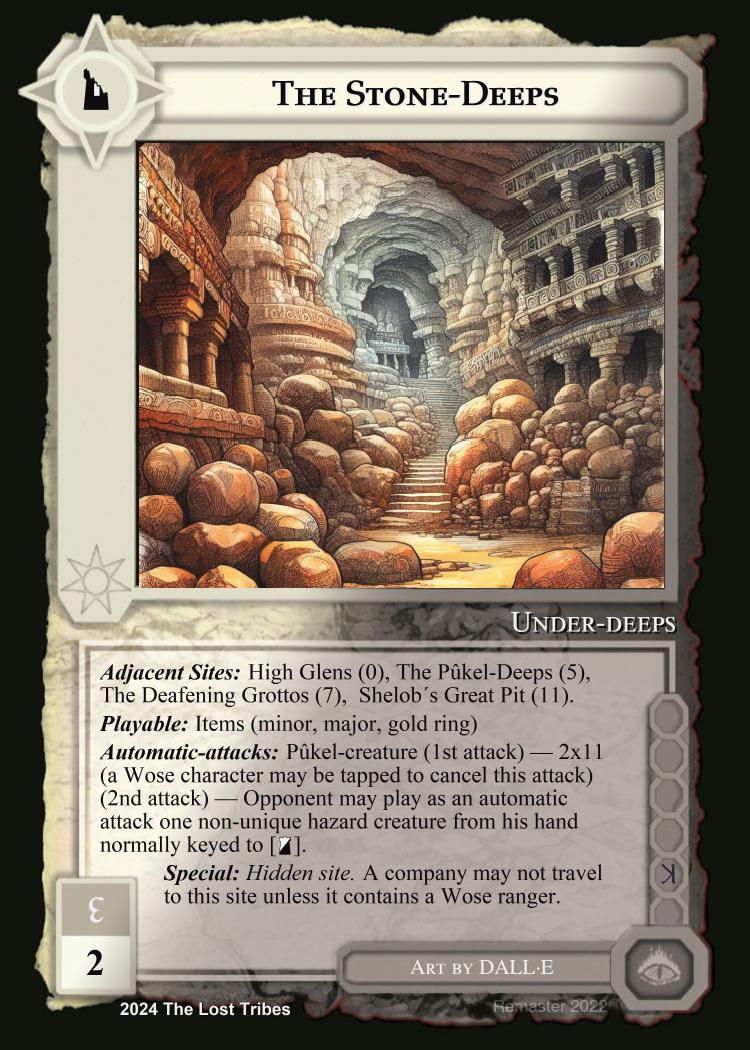 The Stone-Deeps
Under-deeps
Adjacent Sites: High Glens (0), The Pûkel-Deeps (5),
The Deafening Grottos (7), Shelob´s Great Pit (11).
Playable: Items (minor, major, gold ring)
Automatic-attacks: Pûkel-creature (1st attack) — 2x11
(a Wose character may be tapped to cancel this attack)
(2nd attack) — Opponent may play as an automatic
attack one non-unique hazard creature from his hand
normally keyed to [ ].
Special: Hidden site. A company may not travel
to this site unless it contains a Wose ranger.
ε
2
Art by DALL·E
2024 The Lost Tribes
Remaster 2022